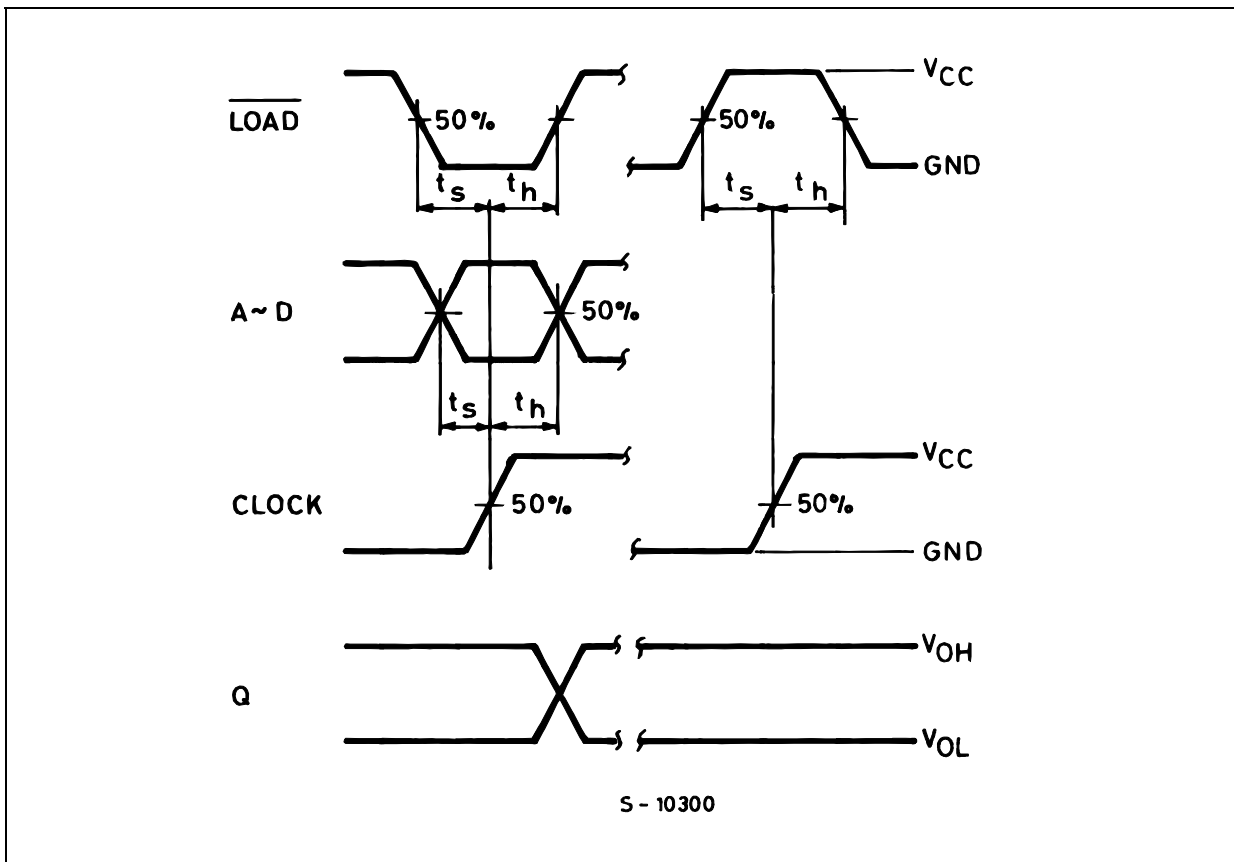 VCC
LOAD
50%
50%
GND
ts
th
ts
th
A~D
50%
ts
th
VCC
CLOCK
50%
50%
GND
VOH
Q
VOL
S - 10300